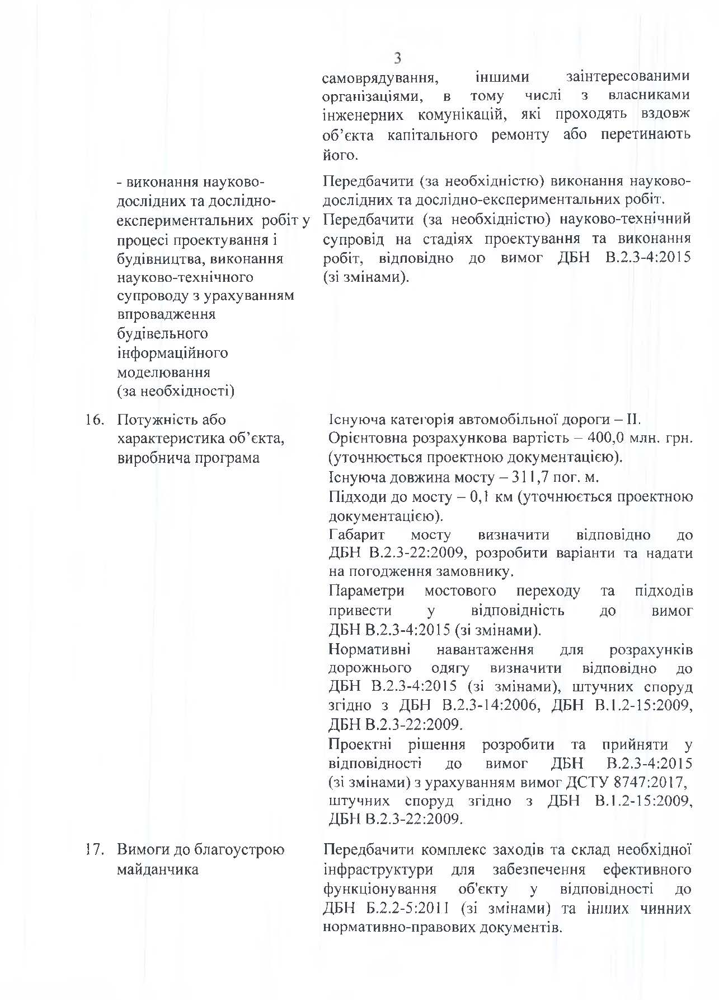 3
самоврядування, іншими заінтересованими
організаціями, в тому числі з власниками
інженерних комунікацій, які проходять вздовж
об’єкта капітального ремонту або перетинають
його.
- виконання науково-
дослідних та дослідно-
експериментальних робіт у
процесі проектування і
будівництва, виконання
науково-технічного
супроводу з урахуванням
впровадження
будівельного
інформаційного
моделювання
(за необхідності)
Передбачити (за необхідністю) виконання науково-
дослідних та дослідно-експериментальних робіт.
Передбачити (за необхідністю) науково-технічний
супровід на стадіях проектування та виконання
робіт, відповідно до вимог ДБН В.2.3-4:2015
(зі змінами).
16. Потужність або
характеристика об’єкта,
виробнича програма
Існуюча категорія автомобільної дороги – ІІ.
Орієнтовна розрахункова вартість – 400,0 млн. грн.
(уточнюється проектною документацією).
Існуюча довжина мосту – 311,7 пог. м.
Підходи до мосту – 0,1 км (уточнюється проектною
документацією).
Габарит мосту визначити відповідно до
ДБН В.2.3-22:2009, розробити варіанти та надати
на погодження замовнику.
Параметри мостового переходу та підходів
привести у відповідність до вимог
ДБН В.2.3-4:2015 (зі змінами).
Нормативні навантаження для розрахунків
дорожнього одягу визначити відповідно до
ДБН В.2.3-4:2015 (зі змінами), штучних споруд
згідно з ДБН В.2.3-14:2006, ДБН В.1.2-15:2009,
ДБН В.2.3-22:2009.
Проектні рішення розробити та прийняти у
відповідності до вимог ДБН В.2.3-4:2015
(зі змінами) з урахуванням вимог ДСТУ 8747:2017,
штучних споруд згідно з ДБН В.1.2-15:2009,
ДБН В.2.3-22:2009.
17. Вимоги до благоустрою
майданчика
Передбачити комплекс заходів та склад необхідної
інфраструктури для забезпечення ефективного
функціонування об'єкту у відповідності до
ДБН Б.2.2-5:2011 (зі змінами) та інших чинних
нормативно-правових документів.